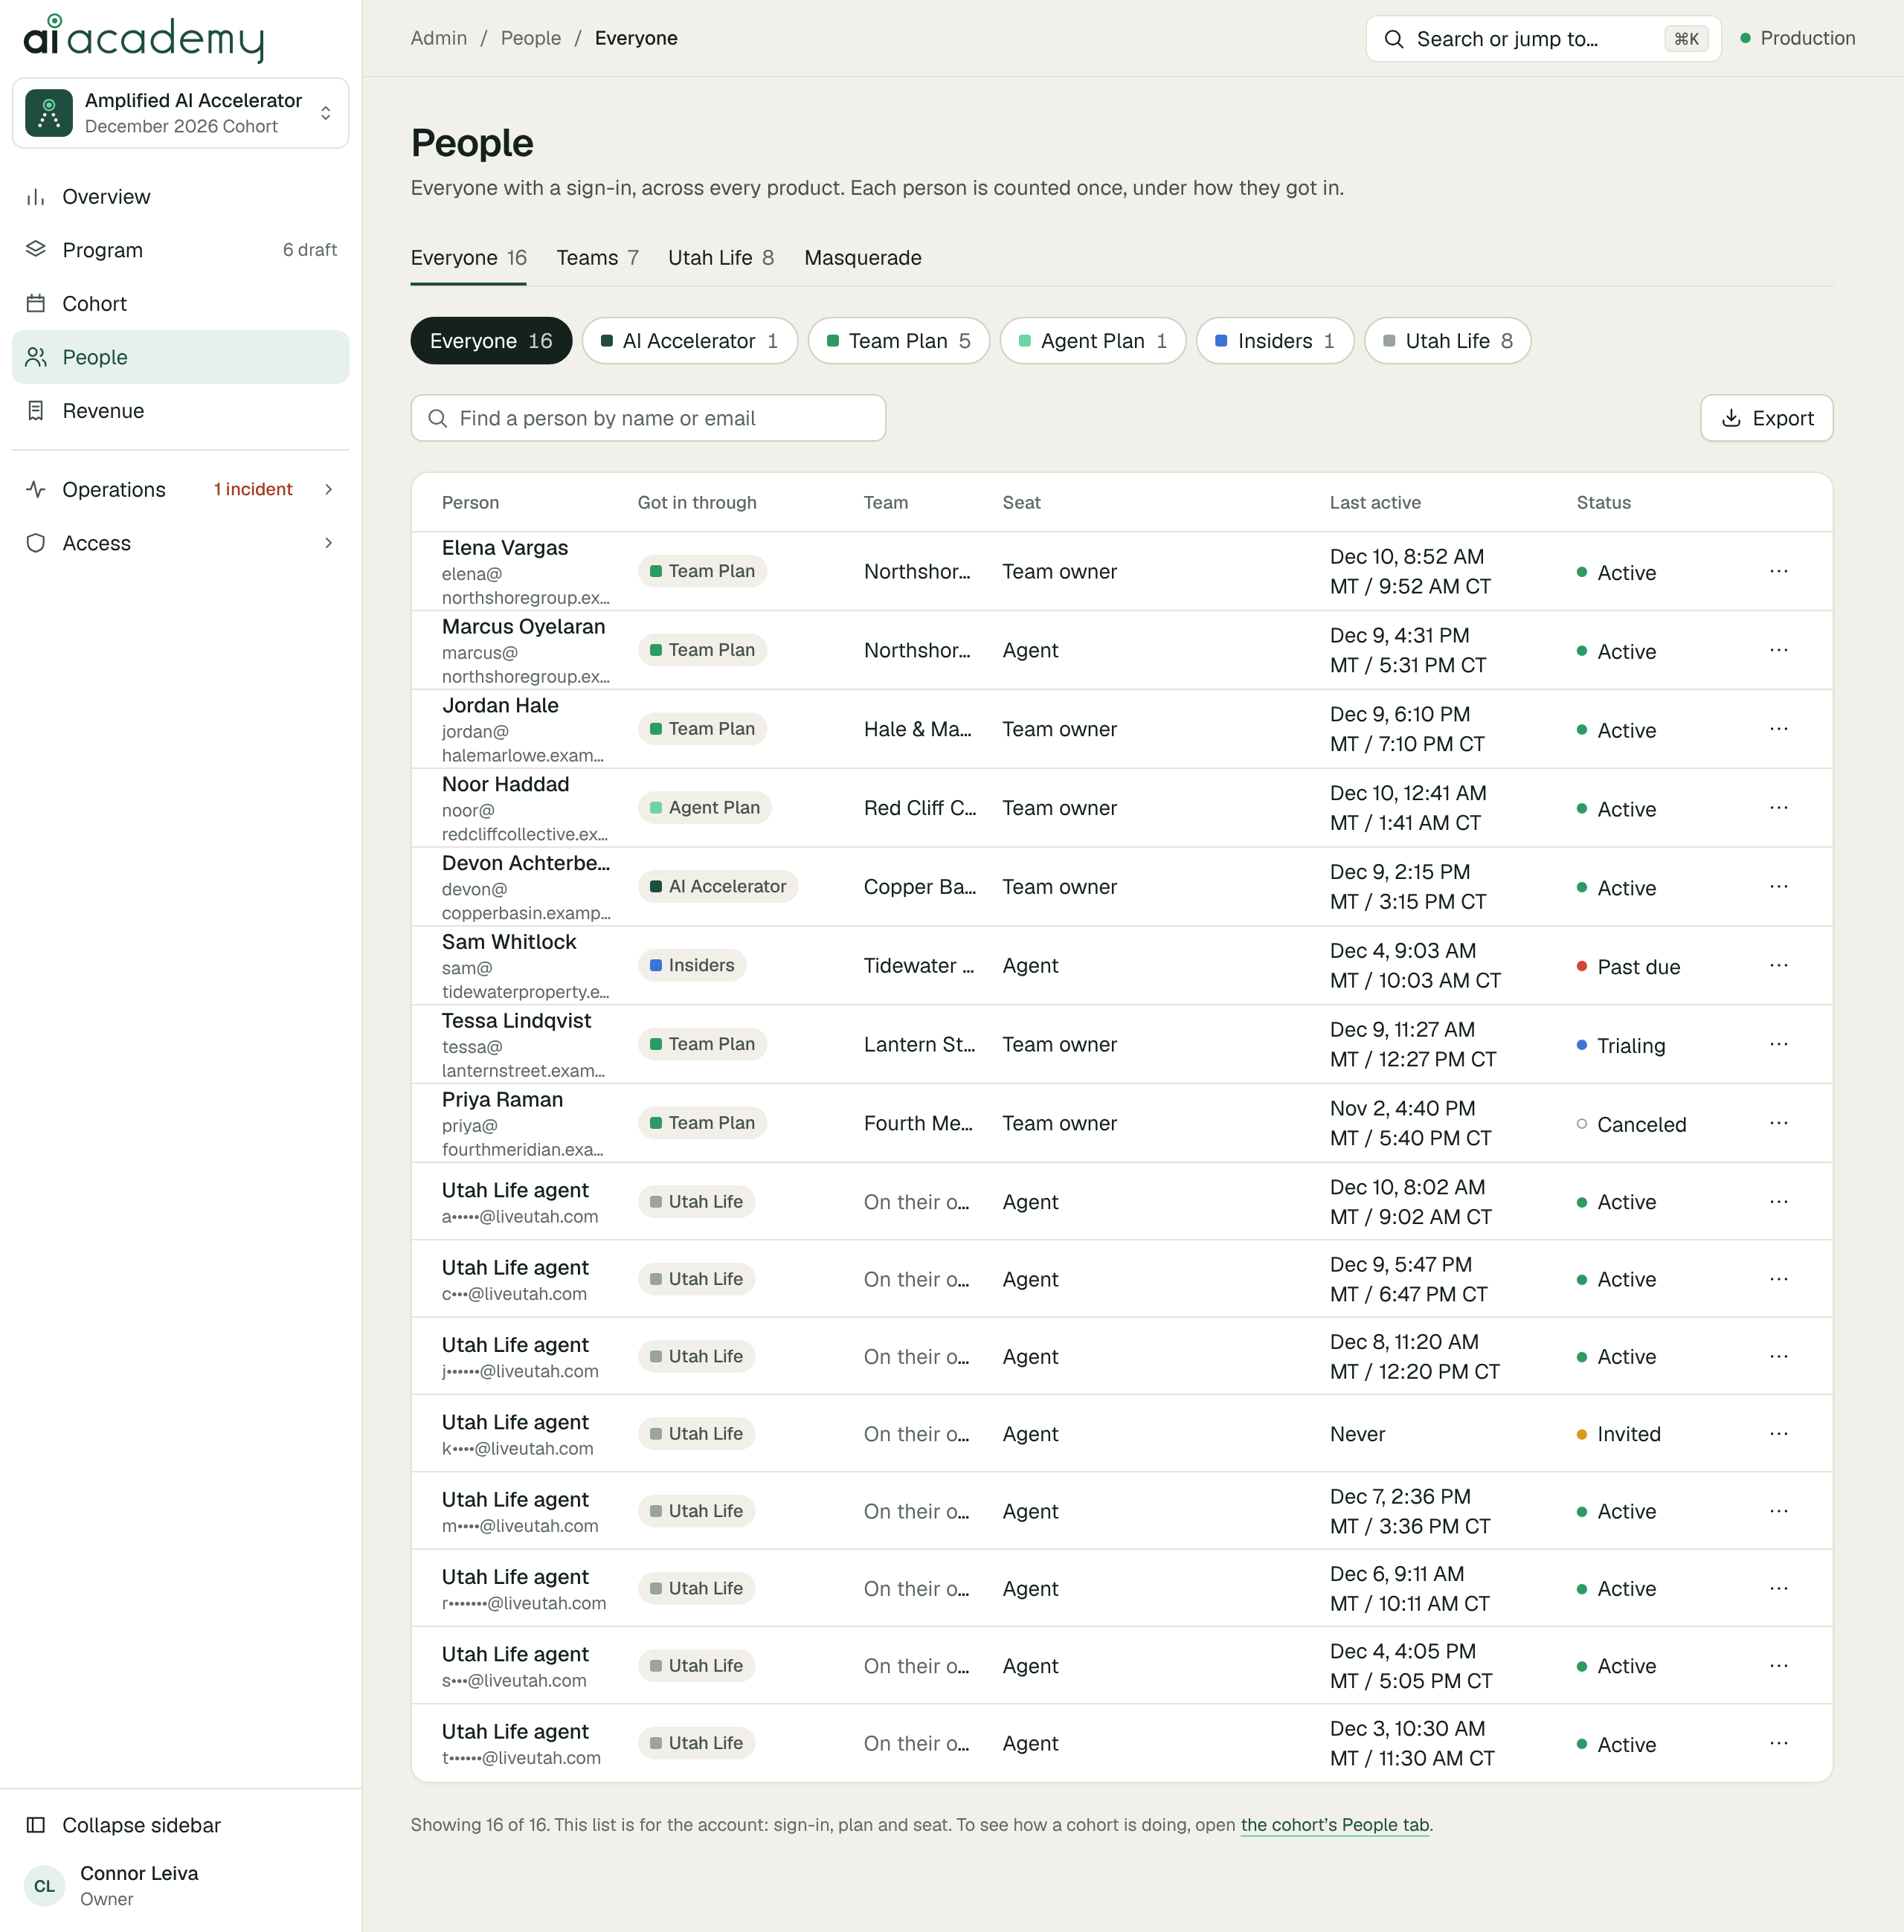 ai academy
Amplified AI Accelerator
December 2026 Cohort
Overview
Program 6 draft
Cohort
People
Revenue
Operations 1 incident
Access
Collapse sidebar
CL
Connor Leiva
Owner
Admin / People / Everyone
Search or jump to... ⌘K
Production
People
Everyone with a sign-in, across every product. Each person is counted once, under how they got in.
Everyone 16 Teams 7 Utah Life 8 Masquerade
Everyone 16 AI Accelerator 1 Team Plan 5 Agent Plan 1 Insiders 1 Utah Life 8
Find a person by name or email
Export
Person Got in through Team Seat Last active Status
Elena Vargas
elena@
northshoregroup.ex...
Team Plan Northshor... Team owner
Dec 10, 8:52 AM
MT / 9:52 AM CT
Active
Marcus Oyelaran
marcus@
northshoregroup.ex...
Team Plan Northshor... Agent
Dec 9, 4:31 PM
MT / 5:31 PM CT
Active
Jordan Hale
jordan@
halemarlowe.exam...
Team Plan Hale & Ma... Team owner
Dec 9, 6:10 PM
MT / 7:10 PM CT
Active
Noor Haddad
noor@
redcliffcollective.ex...
Agent Plan Red Cliff C... Team owner
Dec 10, 12:41 AM
MT / 1:41 AM CT
Active
Devon Achterbe...
devon@
copperbasin.examp...
AI Accelerator Copper Ba... Team owner
Dec 9, 2:15 PM
MT / 3:15 PM CT
Active
Sam Whitlock
sam@
tidewaterproperty.e...
Insiders Tidewater ... Agent
Dec 4, 9:03 AM
MT / 10:03 AM CT
Past due
Tessa Lindqvist
tessa@
lanternstreet.exam...
Team Plan Lantern St... Team owner
Dec 9, 11:27 AM
MT / 12:27 PM CT
Trialing
Priya Raman
priya@
fourthmeridian.exa...
Team Plan Fourth Me... Team owner
Nov 2, 4:40 PM
MT / 5:40 PM CT
Canceled
Utah Life agent
a•••••@liveutah.com
Utah Life On their o... Agent
Dec 10, 8:02 AM
MT / 9:02 AM CT
Active
Utah Life agent
c•••@liveutah.com
Utah Life On their o... Agent
Dec 9, 5:47 PM
MT / 6:47 PM CT
Active
Utah Life agent
j••••••@liveutah.com
Utah Life On their o... Agent
Dec 8, 11:20 AM
MT / 12:20 PM CT
Active
Utah Life agent
k••••@liveutah.com
Utah Life On their o... Agent
Never
Invited
Utah Life agent
m••••@liveutah.com
Utah Life On their o... Agent
Dec 7, 2:36 PM
MT / 3:36 PM CT
Active
Utah Life agent
r•••••••@liveutah.com
Utah Life On their o... Agent
Dec 6, 9:11 AM
MT / 10:11 AM CT
Active
Utah Life agent
s•••@liveutah.com
Utah Life On their o... Agent
Dec 4, 4:05 PM
MT / 5:05 PM CT
Active
Utah Life agent
t••••••@liveutah.com
Utah Life On their o... Agent
Dec 3, 10:30 AM
MT / 11:30 AM CT
Active
Showing 16 of 16. This list is for the account: sign-in, plan and seat. To see how a cohort is doing, open the cohort’s People tab.